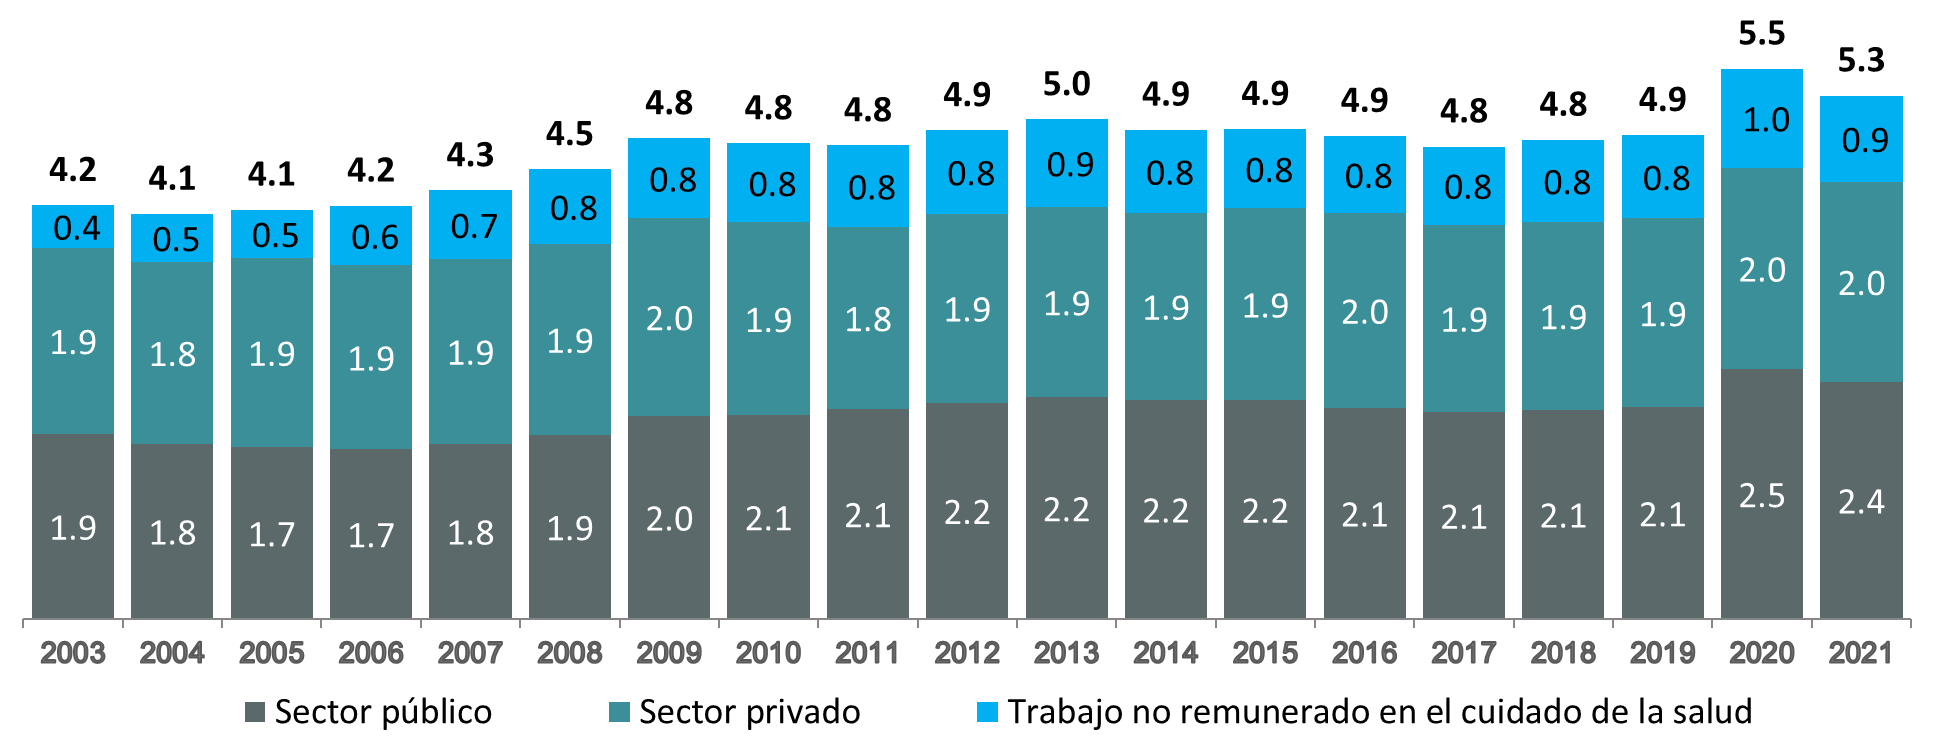 4.2 4.1 4.1 4.2 4.3 4.5 4.8 4.8 4.8 4.9 5.0 4.9 4.9 4.9 4.8 4.8 4.9 5.5 5.3
0.4 0.5 0.5 0.6 0.7 0.8 0.8 0.8 0.8 0.8 0.9 0.8 0.8 0.8 0.8 0.8 0.8 1.0 0.9
1.9 1.8 1.9 1.9 1.9 1.9 2.0 1.9 1.8 1.9 1.9 1.9 1.9 2.0 1.9 1.9 1.9 2.0 2.0
1.9 1.8 1.7 1.7 1.8 1.9 2.0 2.1 2.1 2.2 2.2 2.2 2.2 2.1 2.1 2.1 2.1 2.5 2.4
2003 2004 2005 2006 2007 2008 2009 2010 2011 2012 2013 2014 2015 2016 2017 2018 2019 2020 2021
Sector público Sector privado Trabajo no remunerado en el cuidado de la salud